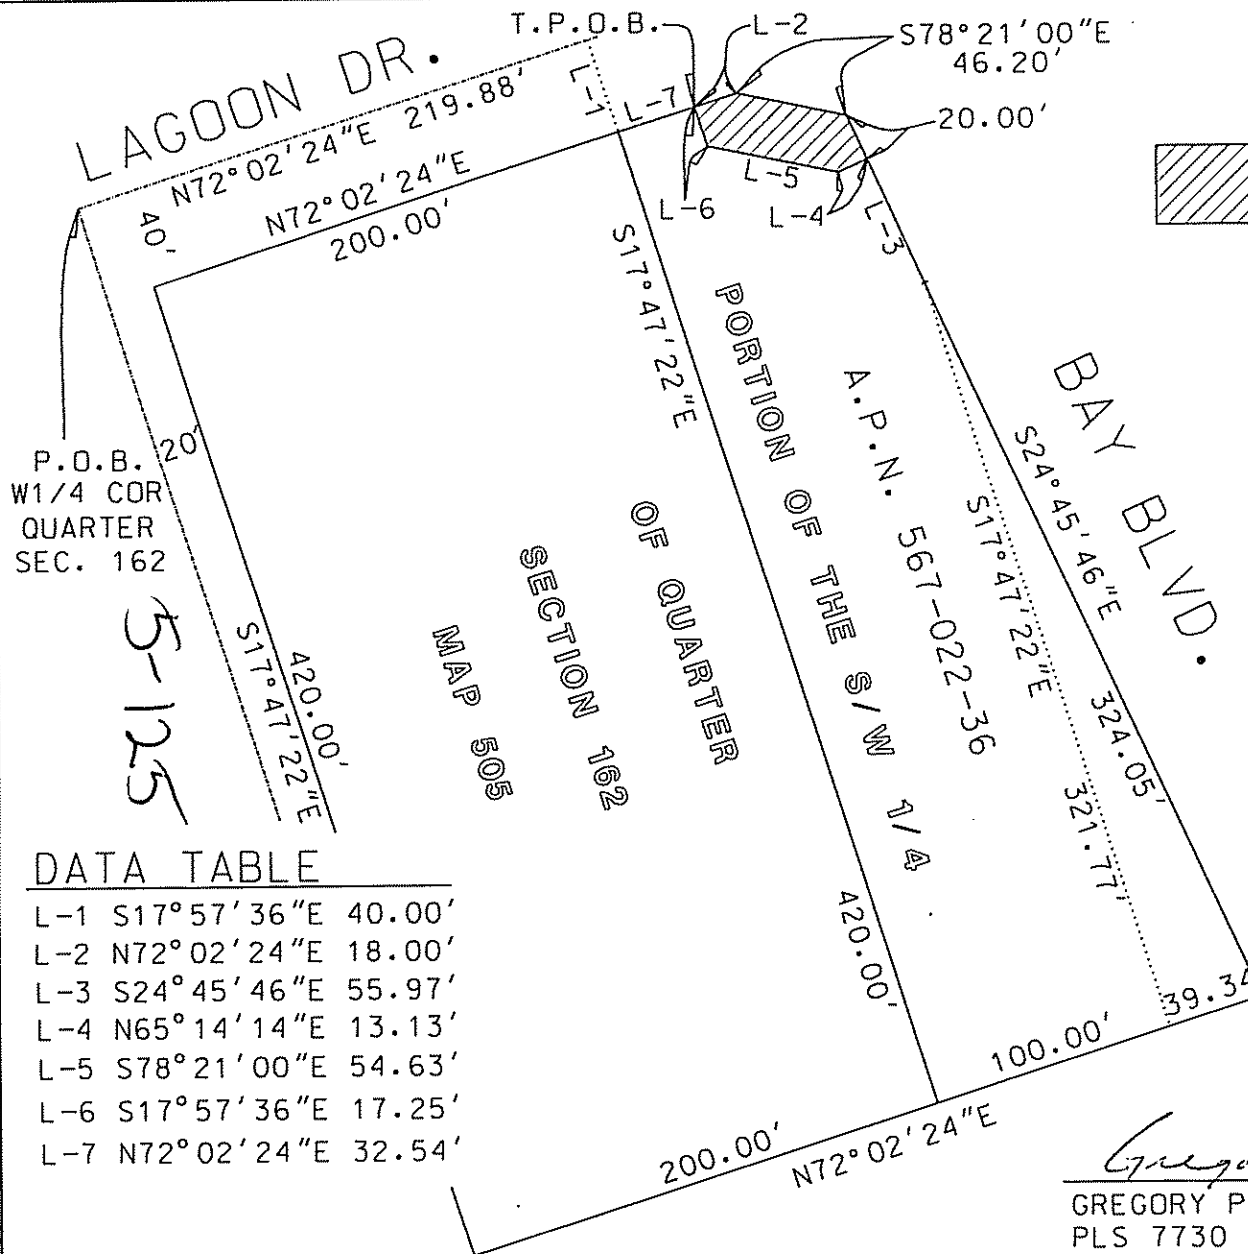 T.P.O.B.
L-2
S78°21'00"E
46.20'
20.00'
LAGOON DR.
N72°02'24"E 219.88'
L-1
L-7
N72°02'24"E
200.00'
40'
L-6
L-5
L-4
L-3
S17°47'22"E
P.O.B.
W1/4 COR
QUARTER
SEC. 162
20'
5-125
S17°47'22"E
420.00'
MAP 505
SECTION 162
OF QUARTER
PORTION OF THE S/W 1/4
A.P.N. 567-022-36
S17°47'22"E
321.77'
S24°45'46"E
324.05'
BAY BLVD.
420.00'
39.34
100.00'
200.00'
N72°02'24"E
DATA TABLE
L-1 S17°57'36"E 40.00'
L-2 N72°02'24"E 18.00'
L-3 S24°45'46"E 55.97'
L-4 N65°14'14"E 13.13'
L-5 S78°21'00"E 54.63'
L-6 S17°57'36"E 17.25'
L-7 N72°02'24"E 32.54'
GREGORY P
PLS 7730